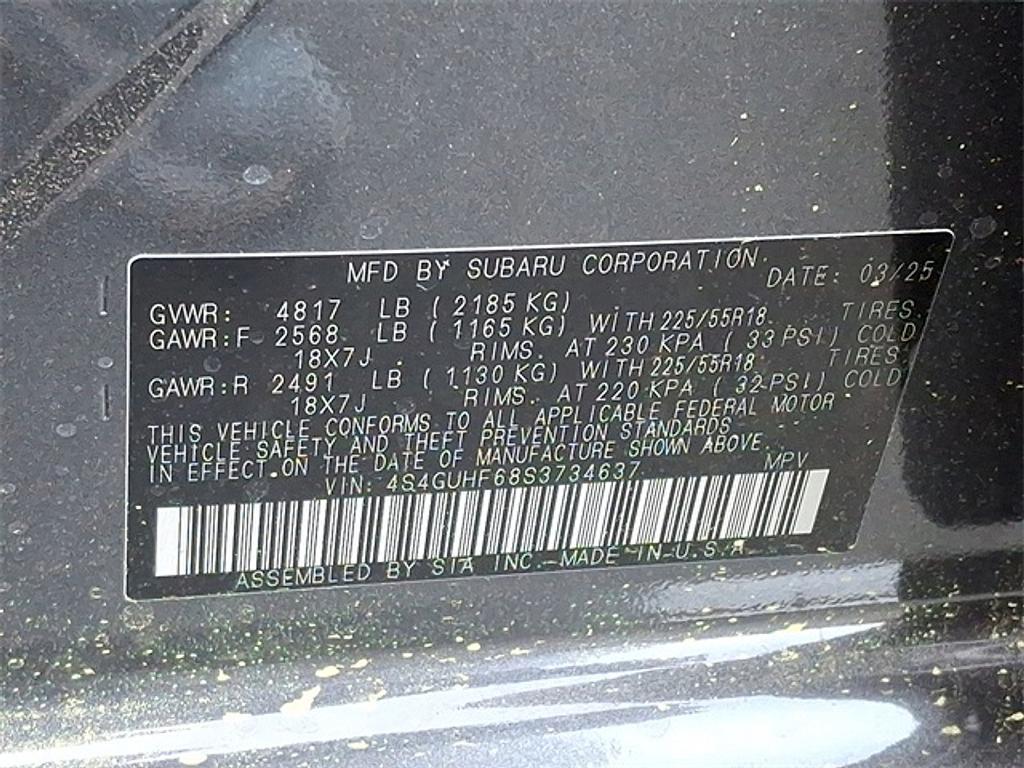 MFD BY SUBARU CORPORATION
DATE: 03/25
GVWR: 4817 LB ( 2185 KG)
GAWR:F 2568 LB ( 1165 KG) WITH 225/55R18 TIRES.
18X7J RIMS. AT 230 KPA ( 33 PSI) COLD
GAWR:R 2491 LB ( 1130 KG) WITH 225/55R18 TIRES.
18X7J RIMS. AT 220 KPA ( 32 PSI) COLD
THIS VEHICLE CONFORMS TO ALL APPLICABLE FEDERAL MOTOR
VEHICLE SAFETY AND THEFT PREVENTION STANDARDS
IN EFFECT ON THE DATE OF MANUFACTURE SHOWN ABOVE.
VIN: 4S4GUHF68S3734637 MPV
ASSEMBLED BY SIA INC. MADE IN U.S.A